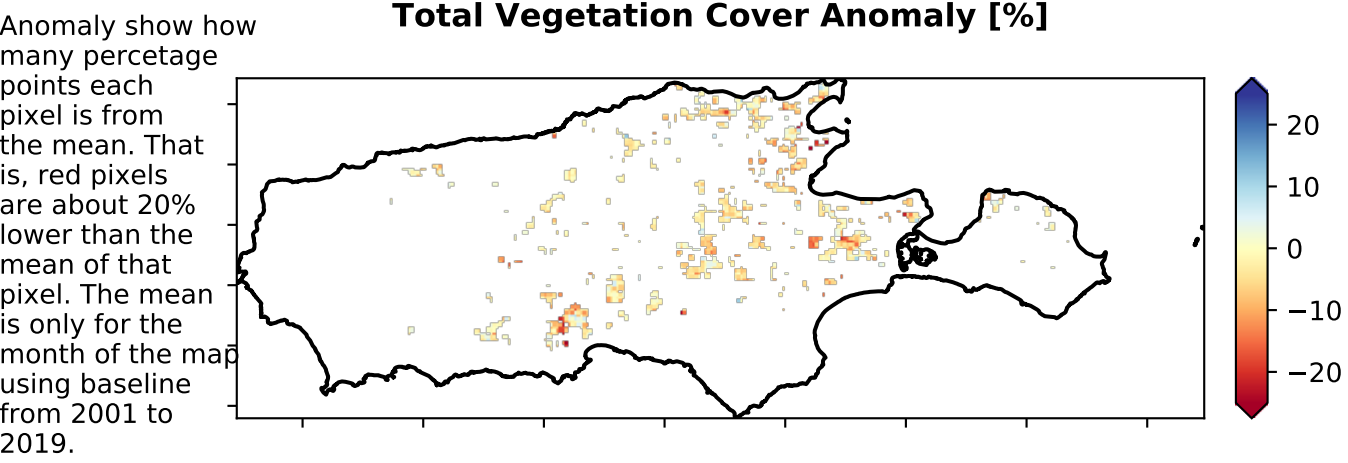 Total Vegetation Cover Anomaly [%]
Anomaly show how
many percetage
points each
pixel is from
the mean. That
is, red pixels
are about 20%
lower than the
mean of that
pixel. The mean
is only for the
month of the map
using baseline
from 2001 to
2019.
20
10
0
−10
−20